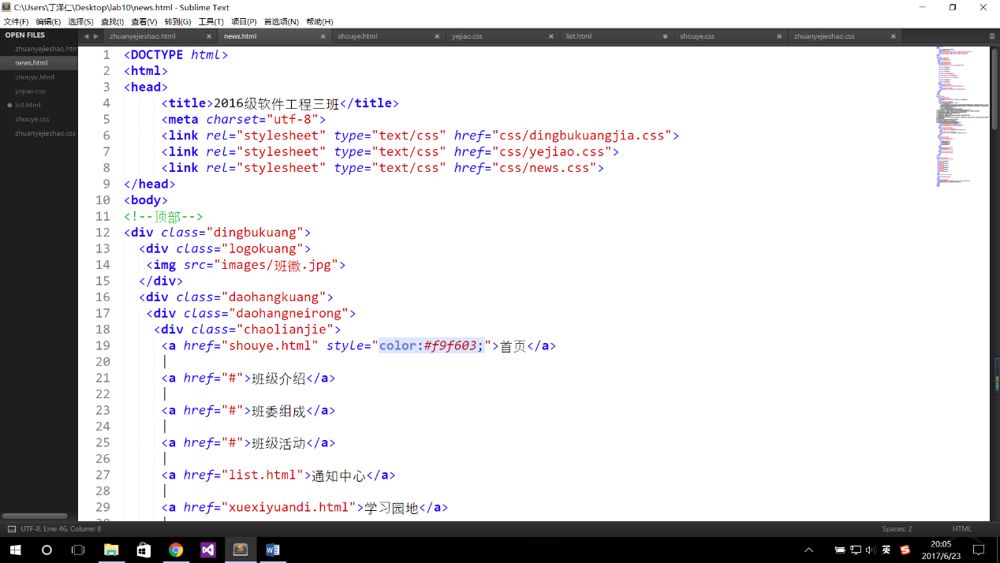 C:\Users\丁泽仁\Desktop\lab10\news.html - Sublime Text
文件(F) 编辑(E) 选择(S) 查找(I) 查看(V) 转到(G) 工具(T) 项目(P) 首选项(N) 帮助(H)
OPEN FILES
zhuanyejieshao.htm
news.html
shouye.html
yejiao.css
list.html
shouye.css
zhuanyejieshao.css
zhuanyejieshao.html news.html shouye.html yejiao.css list.html shouye.css zhuanyejieshao.css
1 <DOCTYPE html>
2 <html>
3 <head>
4 <title>2016级软件工程三班</title>
5 <meta charset="utf-8">
6 <link rel="stylesheet" type="text/css" href="css/dingbukuangjia.css">
7 <link rel="stylesheet" type="text/css" href="css/yejiao.css">
8 <link rel="stylesheet" type="text/css" href="css/news.css">
9 </head>
10 <body>
11 <!--顶部-->
12 <div class="dingbukuang">
13 <div class="logokuang">
14 <img src="images/班徽.jpg">
15 </div>
16 <div class="daohangkuang">
17 <div class="daohangneirong">
18 <div class="chaolianjie">
19 <a href="shouye.html" style="color:#f9f603;">首页</a>
20 |
21 <a href="#">班级介绍</a>
22 |
23 <a href="#">班委组成</a>
24 |
25 <a href="#">班级活动</a>
26 |
27 <a href="list.html">通知中心</a>
28 |
29 <a href="xuexiyuandi.html">学习园地</a>
UTF-8, Line 46, Column 8 Spaces: 2 HTML
英
20:05
2017/6/23